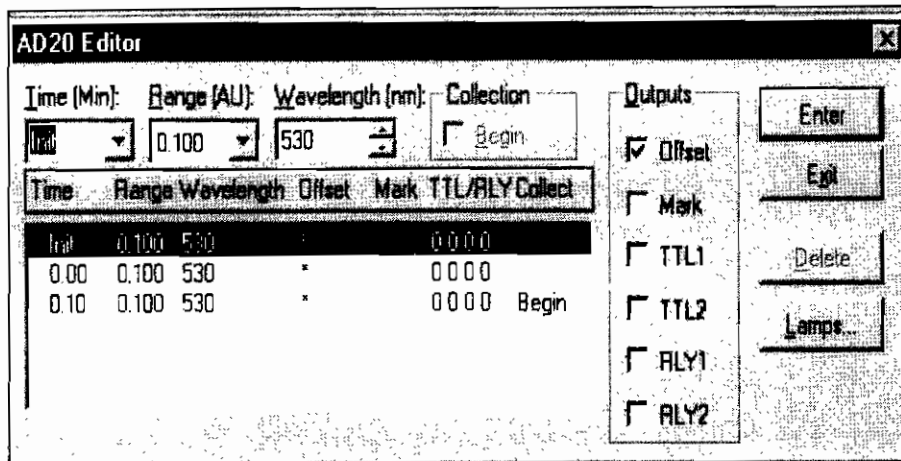 AD20 Editor
Time (Min): Range (AU): Wavelength (nm): Collection
Init 0.100 530 Begin
Time Range Wavelength Offset Mark TTL/RLY Collect
Init 0.100 530 * 0 0 0 0
0.00 0.100 530 * 0 0 0 0
0.10 0.100 530 * 0 0 0 0 Begin
Outputs
Offset
Mark
TTL1
TTL2
RLY1
RLY2
Enter
Exit
Delete
Lamps...